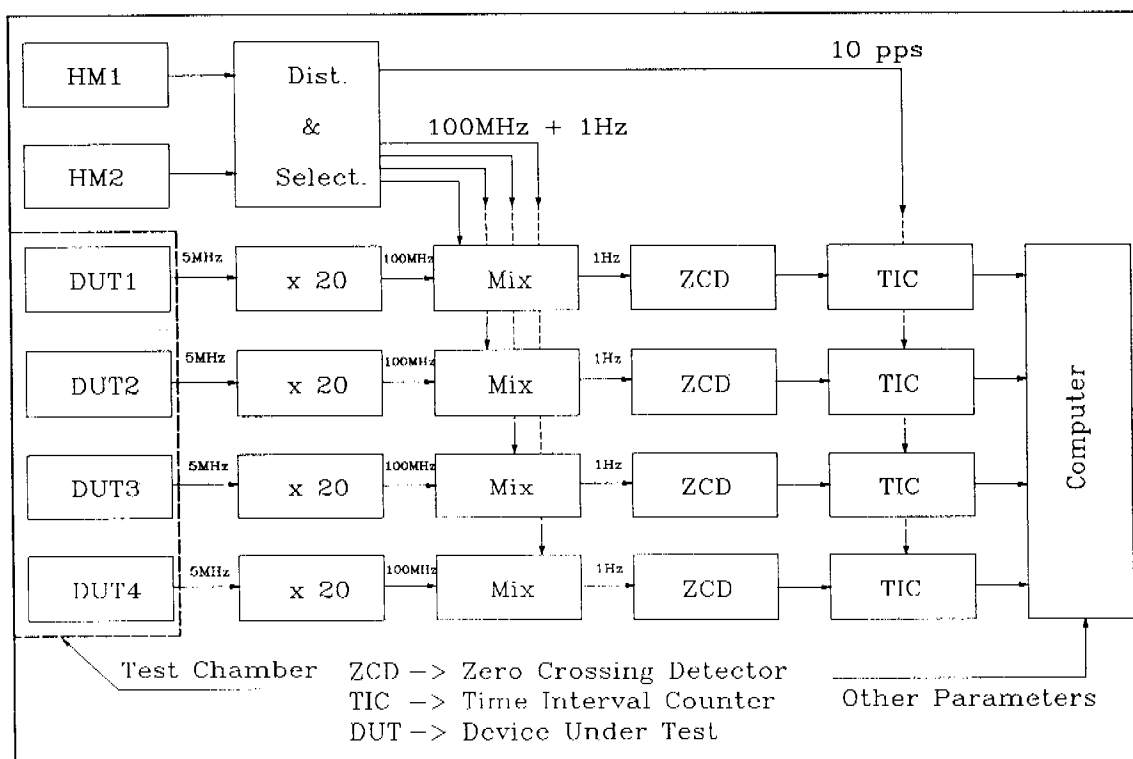 10 pps
HM1
Dist.
&
Select.
100MHz + 1Hz
HM2
DUT1
5MHz
x 20
100MHz
Mix
1Hz
ZCD
TIC
DUT2
5MHz
x 20
100MHz
Mix
1Hz
ZCD
TIC
DUT3
5MHz
x 20
100MHz
Mix
1Hz
ZCD
TIC
DUT4
5MHz
x 20
100MHz
Mix
1Hz
ZCD
TIC
Computer
Test Chamber
ZCD -> Zero Crossing Detector
TIC -> Time Interval Counter
DUT -> Device Under Test
Other Parameters